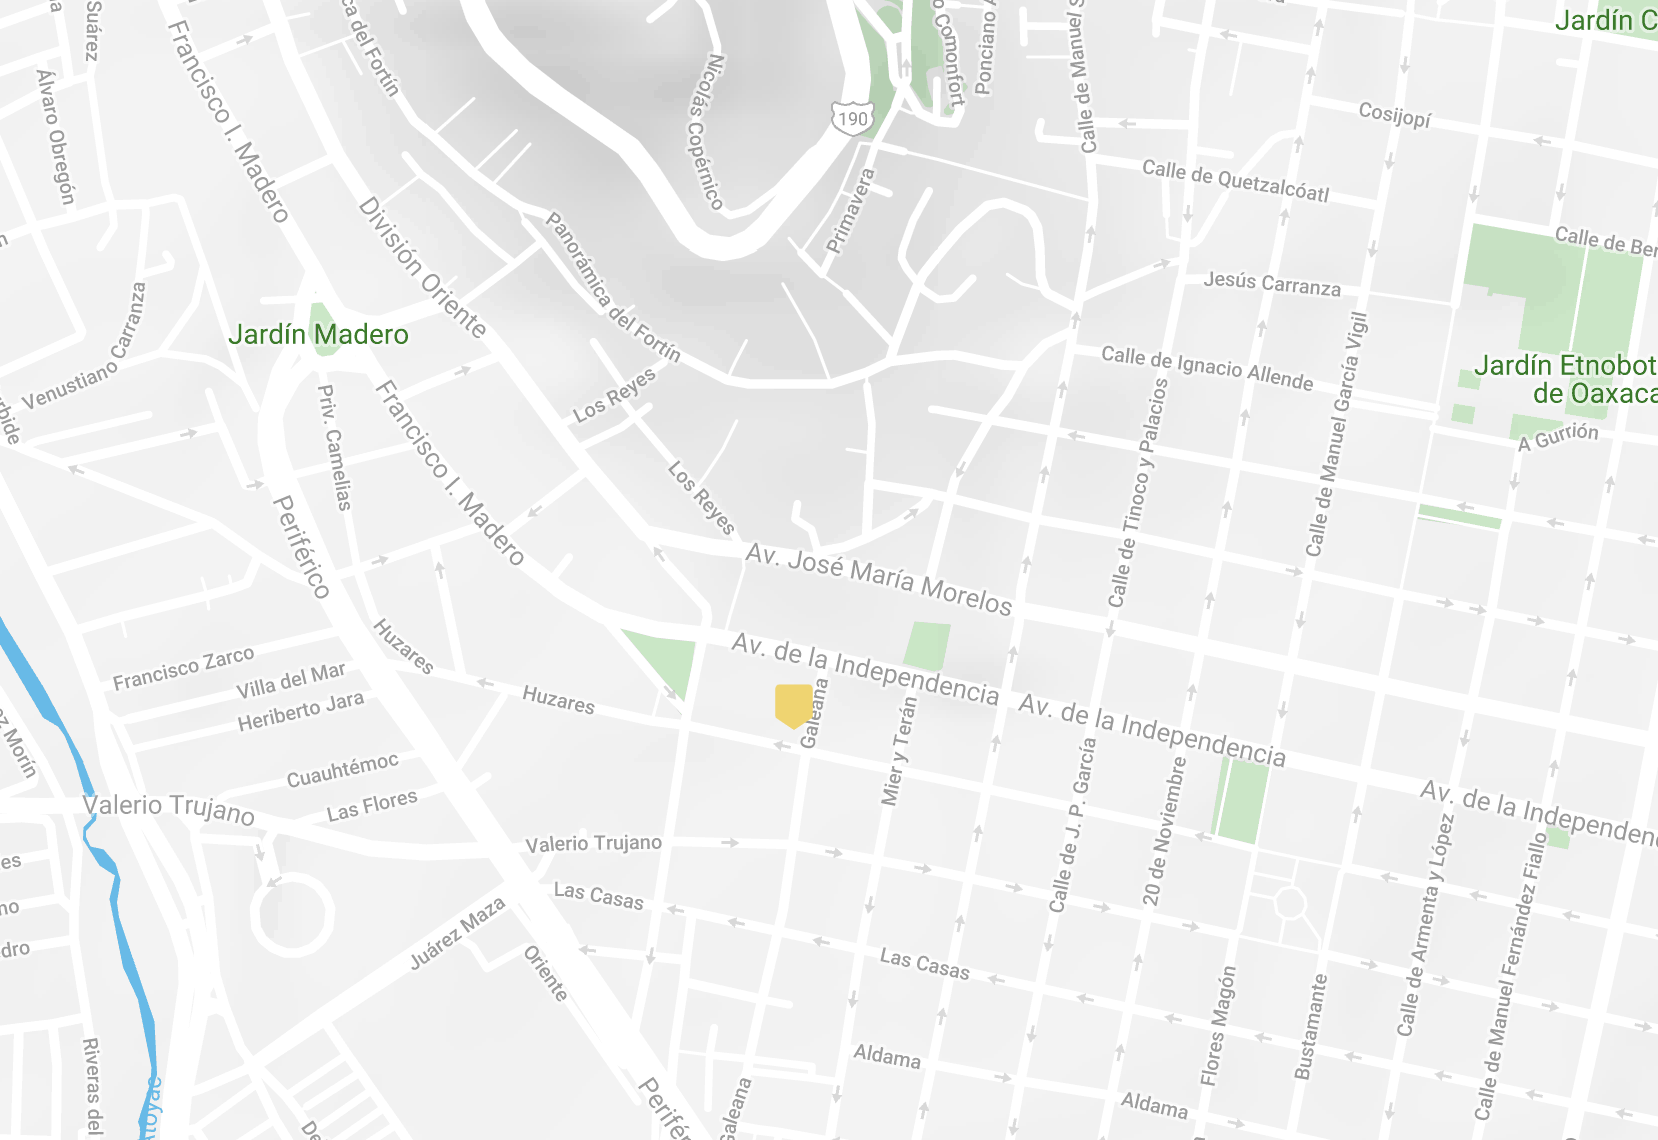 Suárez
Francisco I. Madero
Nicolás Copérnico
Ponciano
Comonfort
Calle de Manuel
Jardín C
190
Álvaro Obregón
Cosijopí
Calle de Quetzalcóatl
Primavera
División Oriente
Panorámica del Fortín
Calle de Ber
Jesús Carranza
Venustiano Carranza
Jardín Madero
Calle de Manuel García Vigil
Calle de Ignacio Allende
Jardín Etnobot
de Oaxaca
Los Reyes
Francisco I. Madero
Priv. Camelias
A Gurrión
Calle de Tinoco y Palacios
Los Reyes
Periférico
Av. José María Morelos
Huzares
Av. de la Independencia
Francisco Zarco
Villa del Mar
Heriberto Jara
Huzares
Galeana
Mier y Terán
Av. de la Independencia
Calle de J. P. García
20 de Noviembre
Cuauhtémoc
Las Flores
Valerio Trujano
Av. de la Independenc
Valerio Trujano
Calle de Armenta y López
Calle de Manuel Fernández Fiallo
Las Casas
Juárez Maza
Oriente
Las Casas
Flores Magón
Bustamante
Aldama
Aldama
Riveras del
Atoyac
Galeana
Perifér